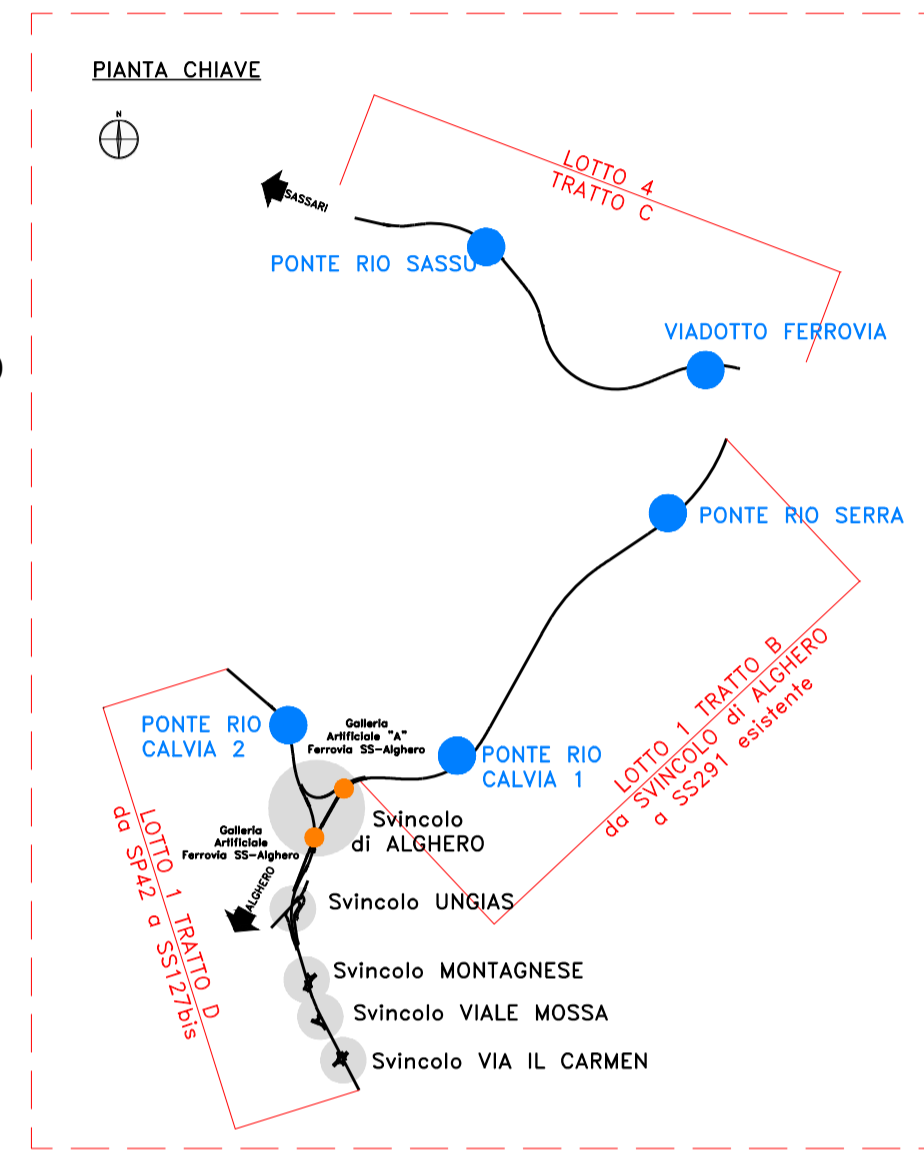 PIANTA CHIAVE
N
SASSARI
LOTTO 4
TRATTO C
PONTE RIO SASSU
VIADOTTO FERROVIA
PONTE RIO SERRA
LOTTO 1 TRATTO B
da SVINCOLO di ALGHERO
a SS291 esistente
PONTE RIO
CALVIA 2
Galleria
Artificiale "A"
Ferrovia SS-Alghero
PONTE RIO
CALVIA 1
Svincolo
di ALGHERO
Galleria
Artificiale
Ferrovia SS-Alghero
ALGHERO
LOTTO 1 TRATTO D
da SP42 a SS127bis
Svincolo UNGIAS
Svincolo MONTAGNESE
Svincolo VIALE MOSSA
Svincolo VIA IL CARMEN